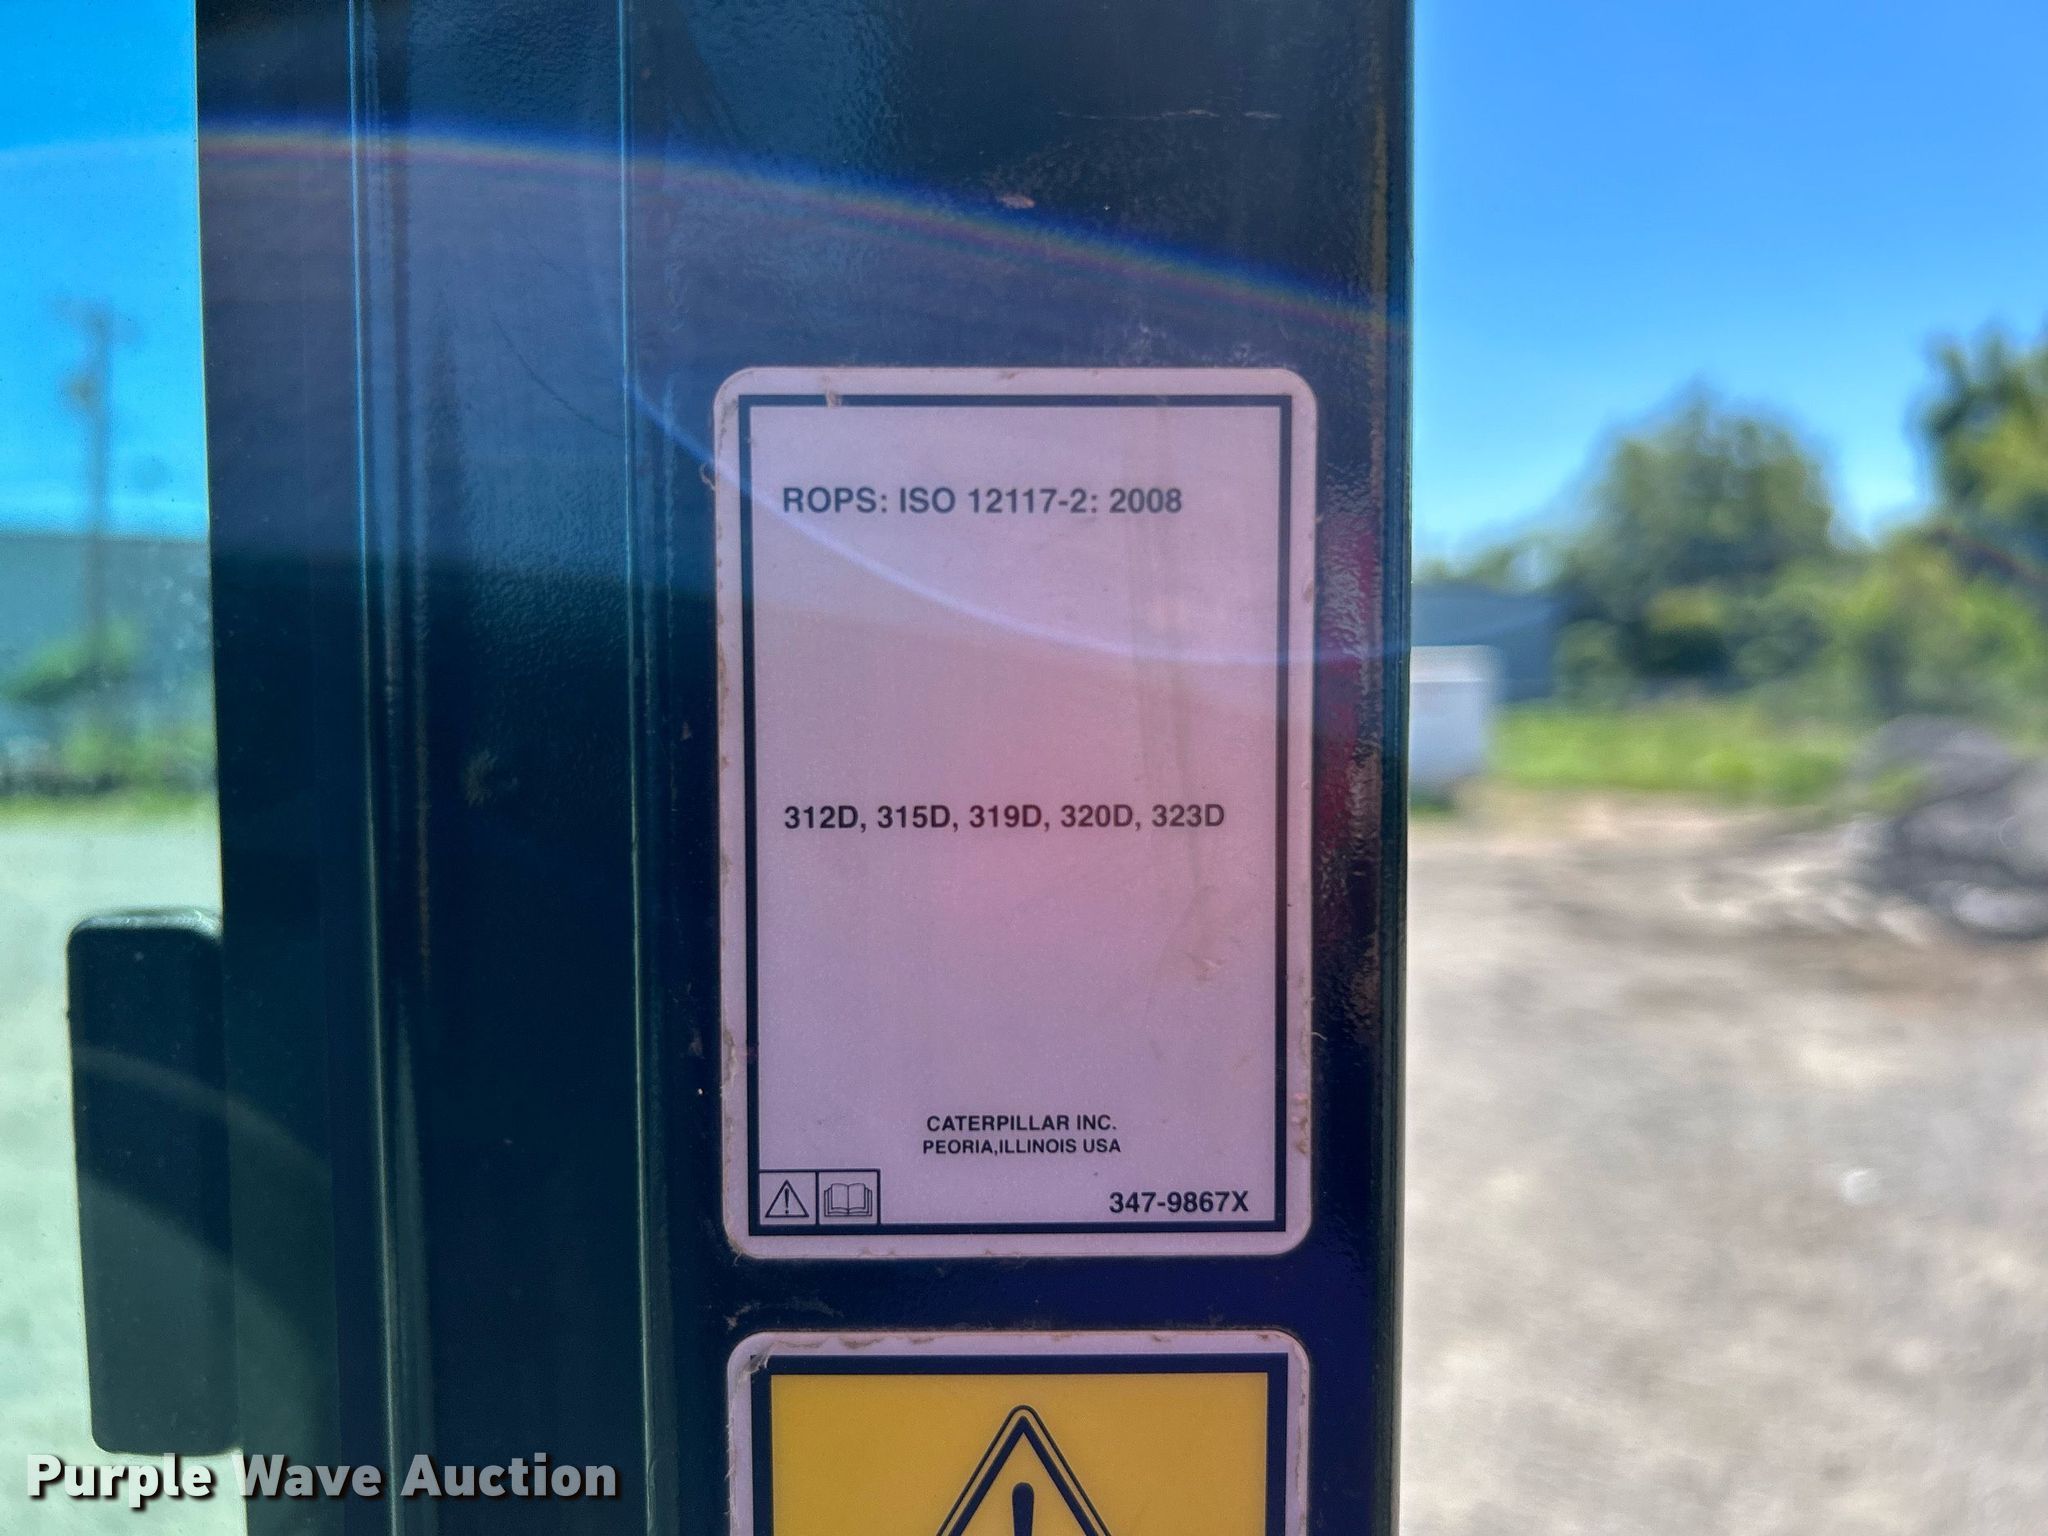 ROPS: ISO 12117-2: 2008
312D, 315D, 319D, 320D, 323D
CATERPILLAR INC.
PEORIA,ILLINOIS USA
347-9867X
Purple Wave Auction